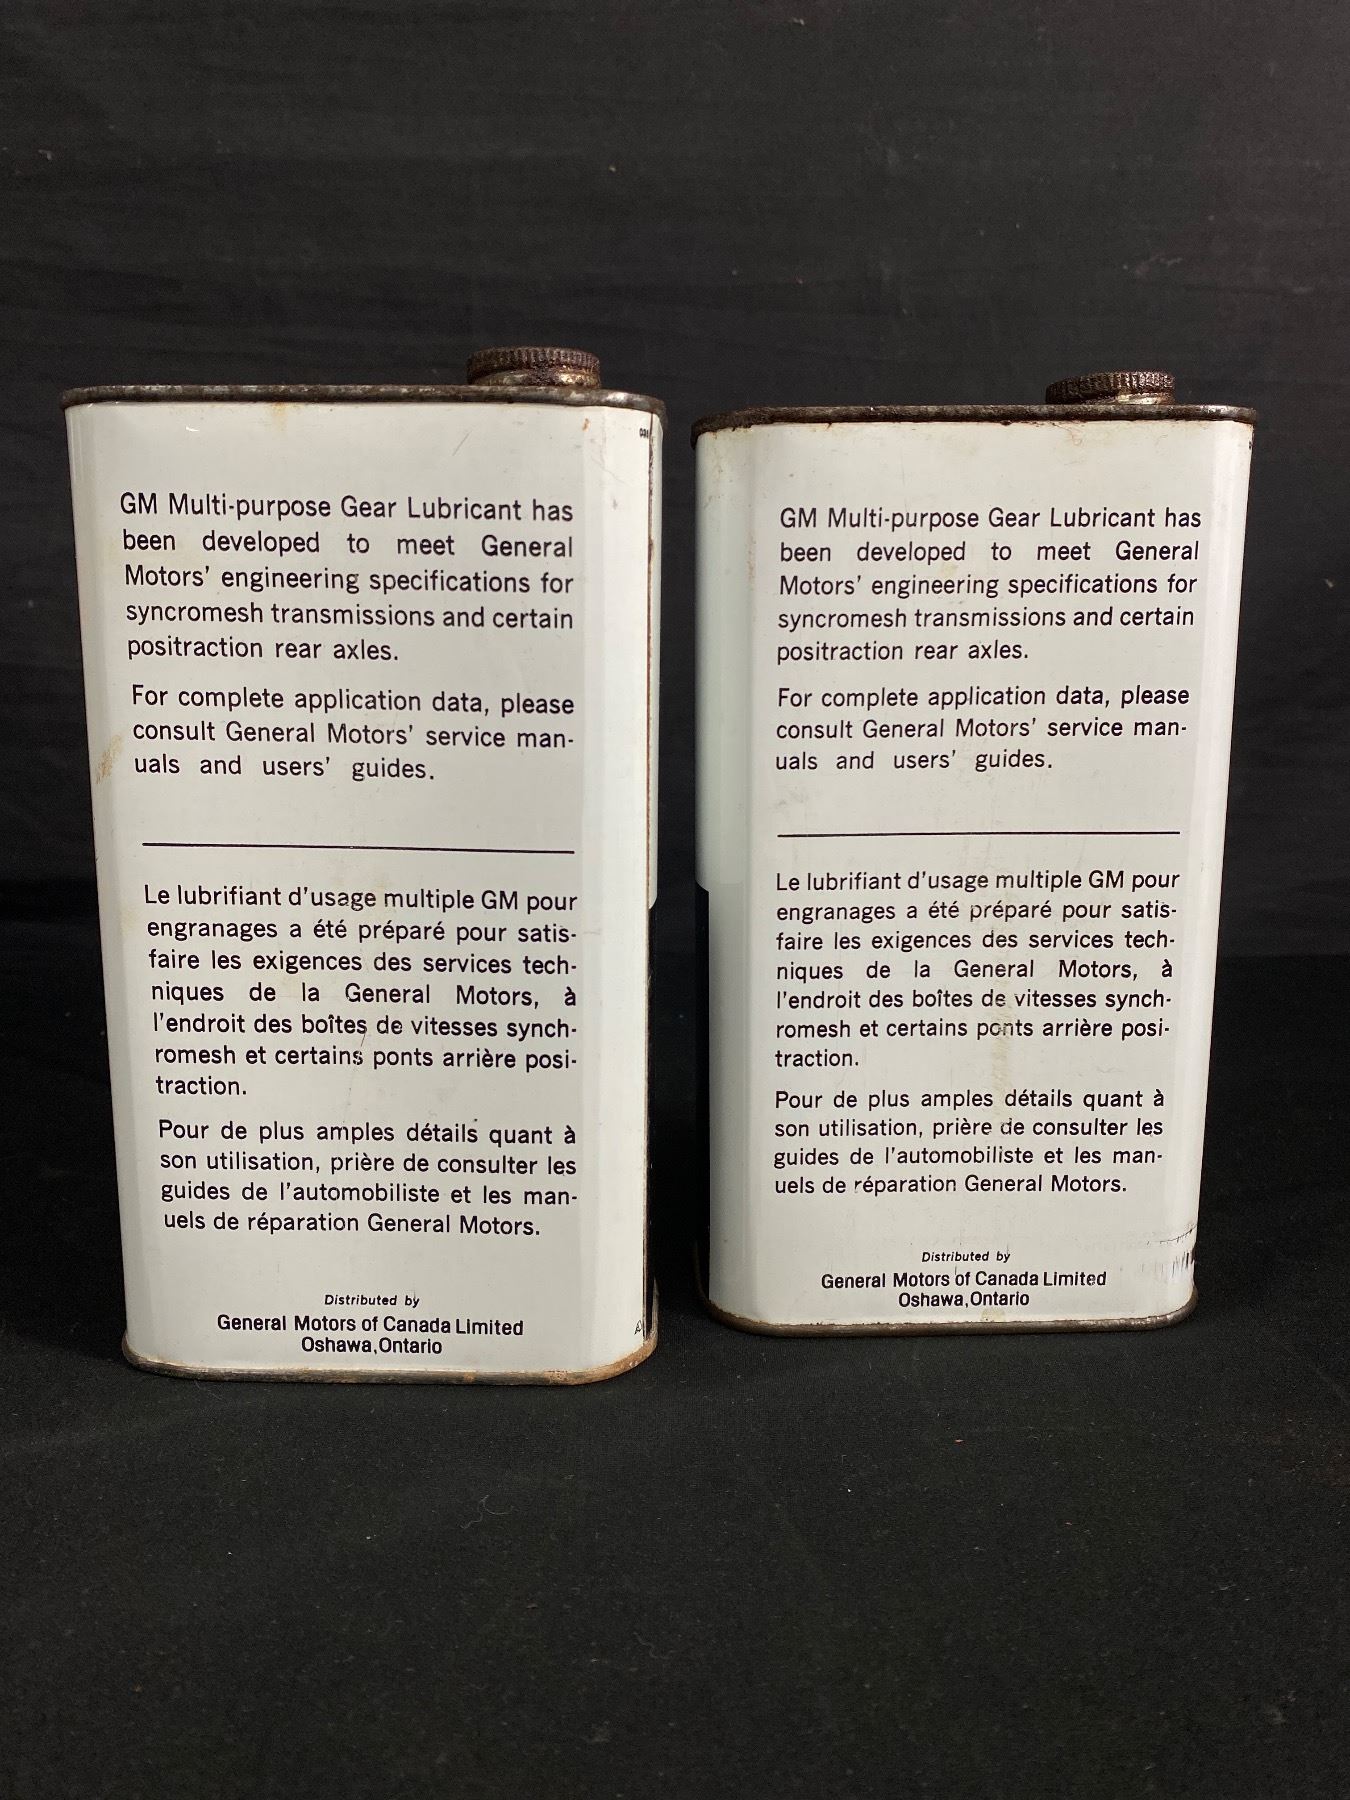 GM Multi-purpose Gear Lubricant has
been developed to meet General
Motors' engineering specifications for
syncromesh transmissions and certain
positraction rear axles.
For complete application data, please
consult General Motors' service man-
uals and users' guides.
Le lubrifiant d'usage multiple GM pour
engranages a été préparé pour satis-
faire les exigences des services tech-
niques de la General Motors, à
l'endroit des boîtes de vitesses synch-
romesh et certains ponts arrière posi-
traction.
Pour de plus amples détails quant à
son utilisation, prière de consulter les
guides de l'automobiliste et les man-
uels de réparation General Motors.
Distributed by
General Motors of Canada Limited
Oshawa, Ontario
GM Multi-purpose Gear Lubricant has
been developed to meet General
Motors' engineering specifications for
syncromesh transmissions and certain
positraction rear axles.
For complete application data, please
consult General Motors' service man-
uals and users' guides.
Le lubrifiant d'usage multiple GM pour
engranages a été préparé pour satis-
faire les exigences des services tech-
niques de la General Motors, à
l'endroit des boîtes de vitesses synch-
romesh et certains ponts arrière posi-
traction.
Pour de plus amples détails quant à
son utilisation, prière de consulter les
guides de l'automobiliste et les man-
uels de réparation General Motors.
Distributed by
General Motors of Canada Limited
Oshawa, Ontario